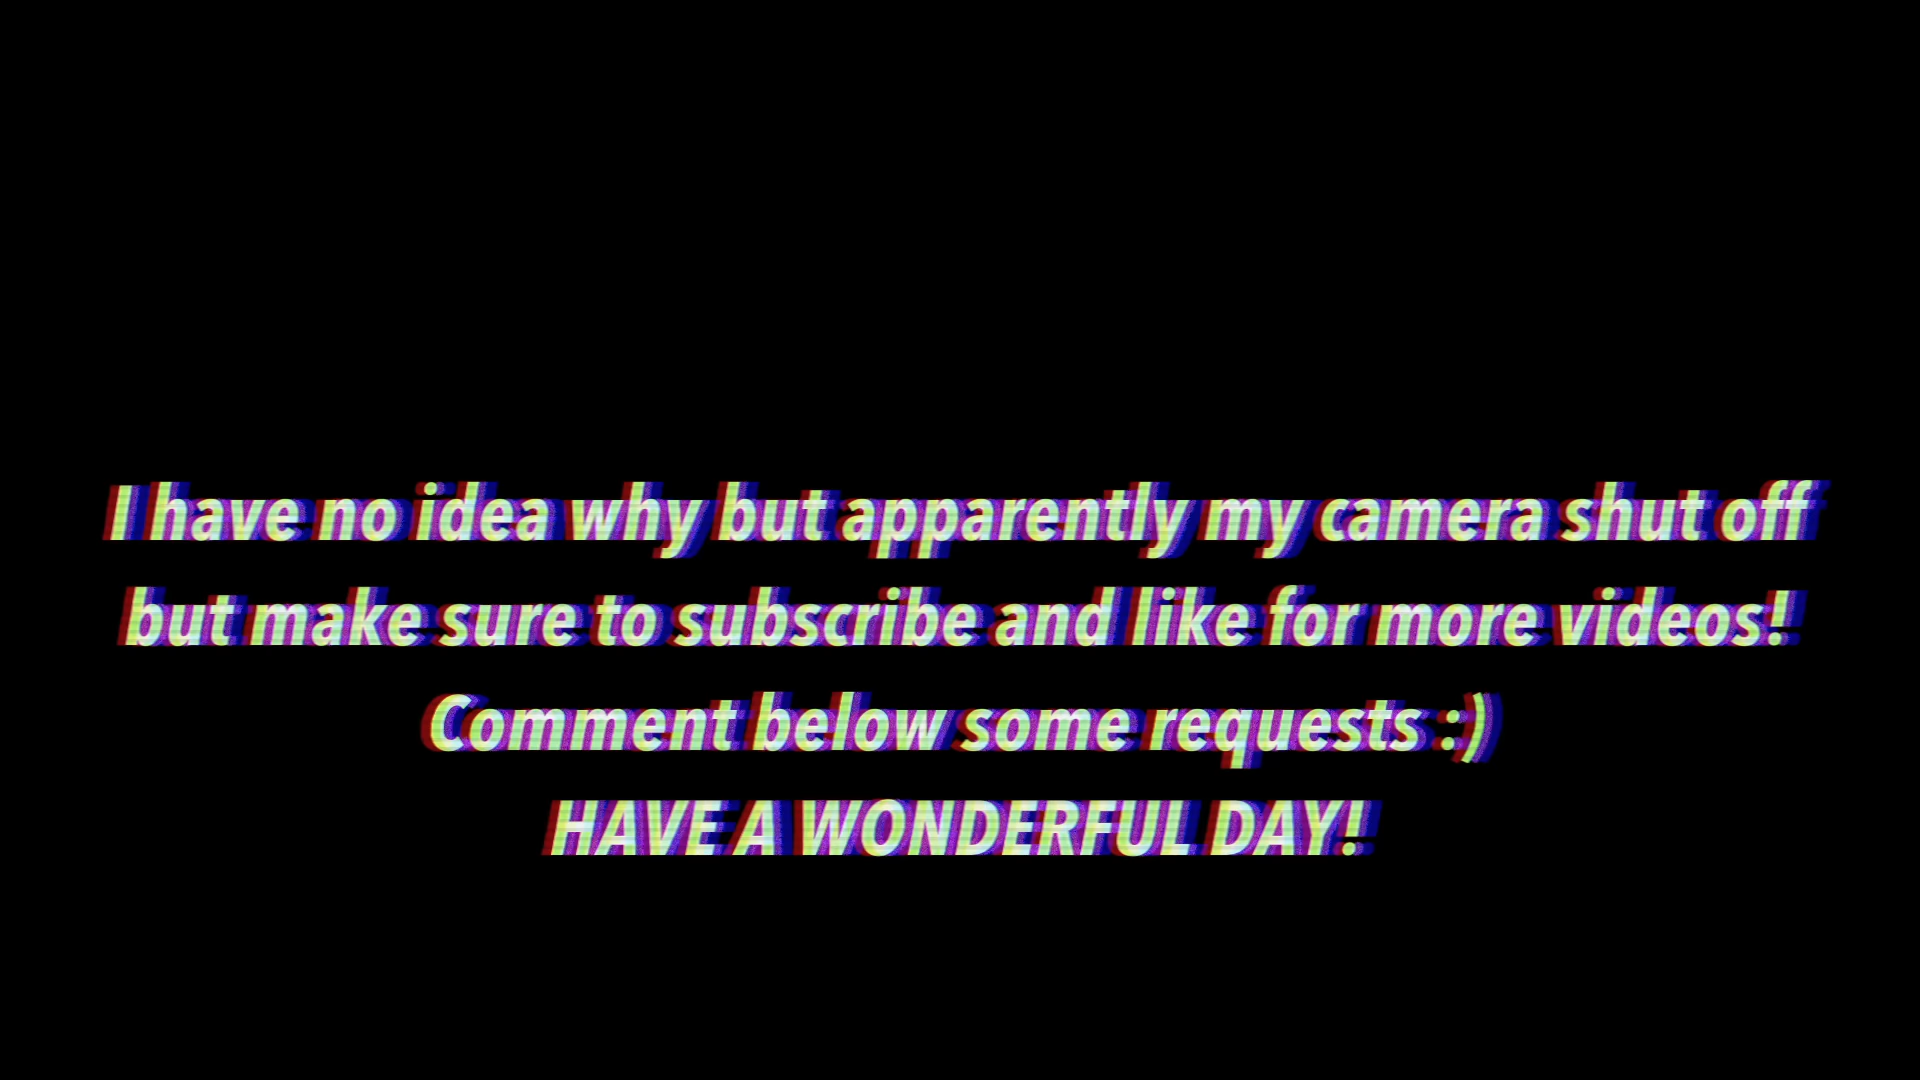 I have no idea why but apparently my camera shut off
but make sure to subscribe and like for more videos!
Comment below some requests :)
HAVE A WONDERFUL DAY!